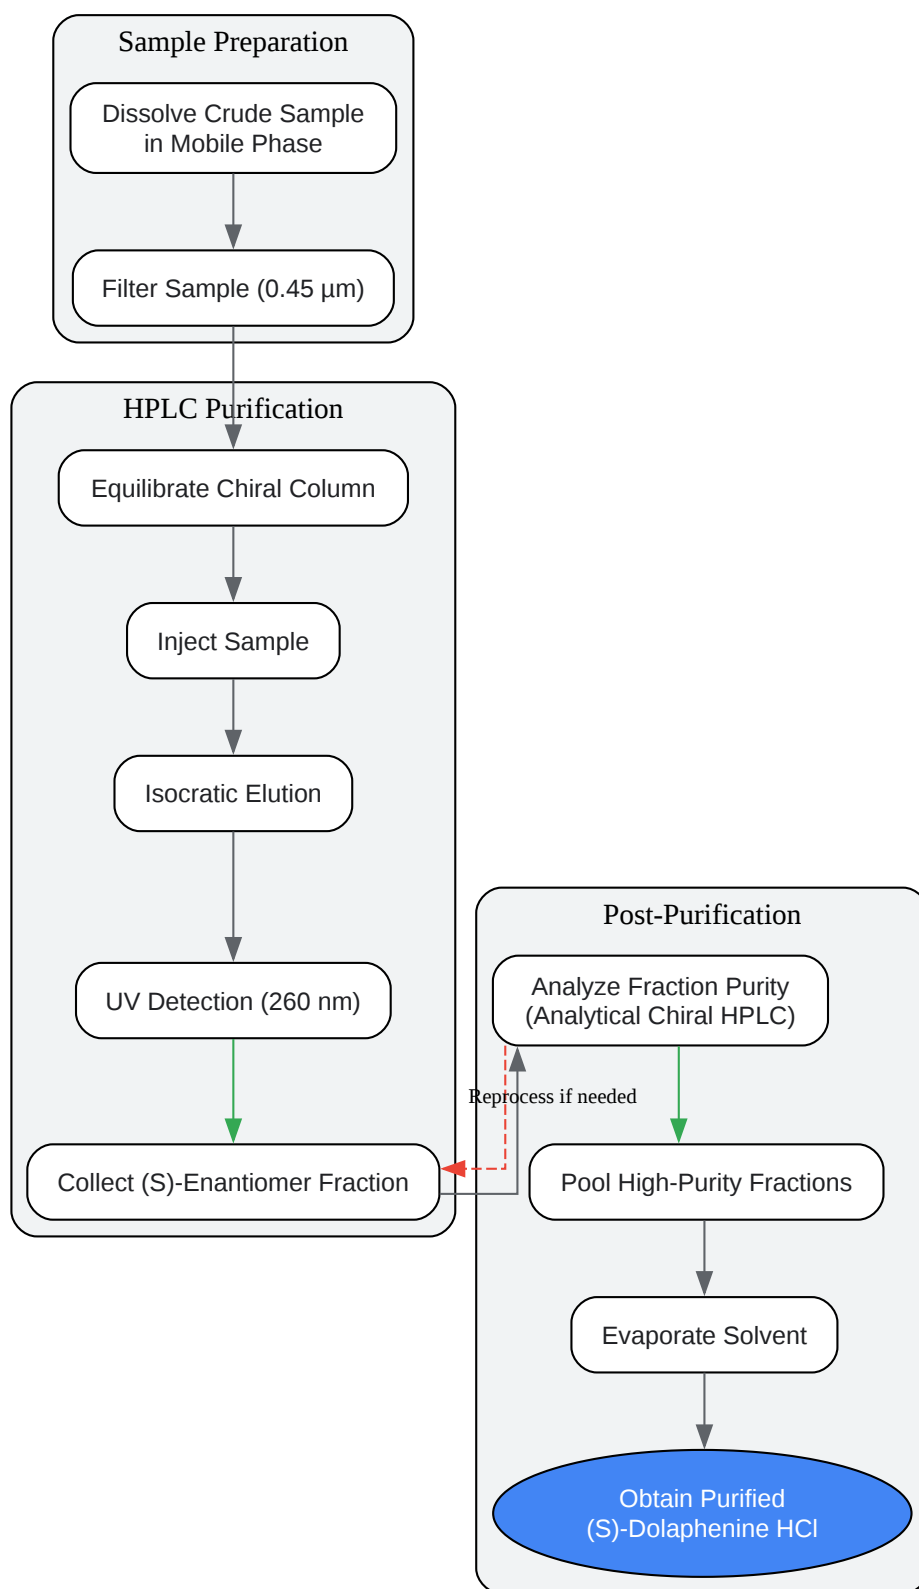 Sample Preparation
Dissolve Crude Sample
in Mobile Phase
Filter Sample (0.45 µm)
HPLC Purification
Equilibrate Chiral Column
Inject Sample
Isocratic Elution
UV Detection (260 nm)
Collect (S)-Enantiomer Fraction
Post-Purification
Analyze Fraction Purity
(Analytical Chiral HPLC)
Reprocess if needed
Pool High-Purity Fractions
Evaporate Solvent
Obtain Purified
(S)-Dolaphenine HCl